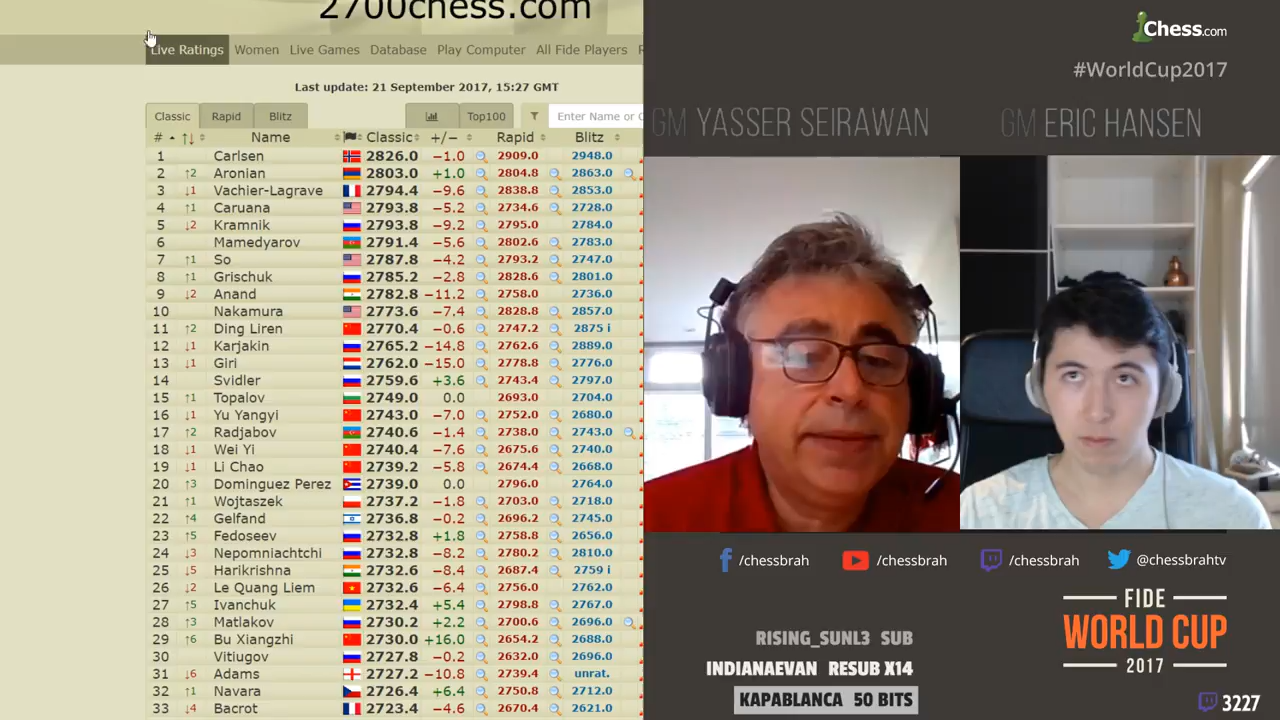 2700chess.com
Live Ratings Women Live Games Database Play Computer All Fide Players
Last update: 21 September 2017, 15:27 GMT
Classic Rapid Blitz Top100 Enter Name or
# Name Classic +/− Rapid Blitz
1 Carlsen 2826.0 −1.0 2909.0 2948.0
2 ↑2 Aronian 2803.0 +1.0 2804.8 2863.0
3 ↓1 Vachier-Lagrave 2794.4 −9.6 2838.8 2853.0
4 ↑1 Caruana 2793.8 −5.2 2734.6 2728.0
5 ↓2 Kramnik 2793.8 −9.2 2795.0 2784.0
6 Mamedyarov 2791.4 −5.6 2802.6 2783.0
7 ↑1 So 2787.8 −4.2 2793.2 2747.0
8 ↑1 Grischuk 2785.2 −2.8 2828.6 2801.0
9 ↓2 Anand 2782.8 −11.2 2758.0 2736.0
10 Nakamura 2773.6 −7.4 2828.8 2857.0
11 ↑2 Ding Liren 2770.4 −0.6 2747.2 2875 i
12 ↓1 Karjakin 2765.2 −14.8 2762.6 2889.0
13 ↓1 Giri 2762.0 −15.0 2778.8 2776.0
14 Svidler 2759.6 +3.6 2743.4 2797.0
15 ↑1 Topalov 2749.0 0.0 2693.0 2704.0
16 ↑1 Yu Yangyi 2743.0 −7.0 2752.0 2680.0
17 ↑2 Radjabov 2740.6 −1.4 2738.0 2743.0
18 ↓1 Wei Yi 2740.4 −7.6 2675.6 2740.0
19 ↓1 Li Chao 2739.2 −5.8 2674.4 2668.0
20 ↑3 Dominguez Perez 2739.0 0.0 2796.0 2764.0
21 ↑1 Wojtaszek 2737.2 −1.8 2703.0 2718.0
22 ↑4 Gelfand 2736.8 −0.2 2696.2 2745.0
23 ↑5 Fedoseev 2732.8 +1.8 2758.8 2656.0
24 ↓3 Nepomniachtchi 2732.8 −8.2 2780.2 2810.0
25 ↓5 Harikrishna 2732.6 −8.4 2687.4 2759 i
26 ↓2 Le Quang Liem 2732.6 −6.4 2756.0 2762.0
27 ↑5 Ivanchuk 2732.4 +5.4 2798.8 2767.0
28 ↑3 Matlakov 2730.2 +2.2 2700.6 2696.0
29 ↑6 Bu Xiangzhi 2730.0 +16.0 2654.2 2688.0
30 Vitiugov 2727.8 −0.2 2632.0 2696.0
31 ↓6 Adams 2727.2 −10.8 2739.4 unrat.
32 ↑1 Navara 2726.4 +6.4 2750.8 2712.0
33 ↓4 Bacrot 2723.4 −4.6 2670.4 2621.0
Chess.com
#WorldCup2017
GM YASSER SEIRAWAN
GM ERIC HANSEN
/chessbrah /chessbrah /chessbrah @chessbrahtv
FIDE
WORLD CUP
2017
RISING_SUNL3 SUB
INDIANAEVAN RESUB X14
KAPABLANCA 50 BITS
3227